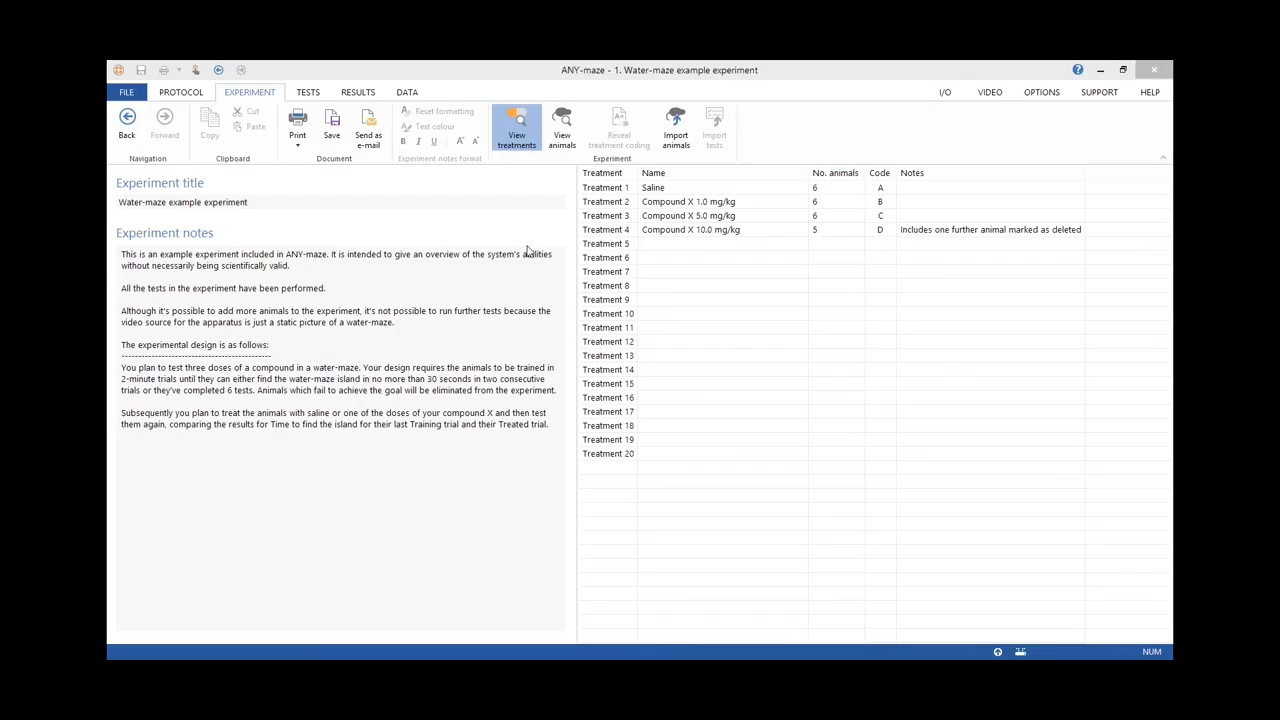 ANY-maze - 1. Water-maze example experiment
FILE PROTOCOL EXPERIMENT TESTS RESULTS DATA I/O VIDEO OPTIONS SUPPORT HELP
Back
Forward
Navigation
Copy
Cut
Paste
Clipboard
Print
Save
Send as
e-mail
Document
Reset formatting
Text colour
B I U A A
Experiment notes format
View
treatments
View
animals
Reveal
treatment coding
Import
animals
Import
tests
Experiment
Experiment title
Water-maze example experiment
Experiment notes
This is an example experiment included in ANY-maze. It is intended to give an overview of the system's abilities
without necessarily being scientifically valid.
All the tests in the experiment have been performed.
Although it's possible to add more animals to the experiment, it's not possible to run further tests because the
video source for the apparatus is just a static picture of a water-maze.
The experimental design is as follows:
---------------------------------------------
You plan to test three doses of a compound in a water-maze. Your design requires the animals to be trained in
2-minute trials until they can either find the water-maze island in no more than 30 seconds in two consecutive
trials or they've completed 6 tests. Animals which fail to achieve the goal will be eliminated from the experiment.
Subsequently you plan to treat the animals with saline or one of the doses of your compound X and then test
them again, comparing the results for Time to find the island for their last Training trial and their Treated trial.
Treatment Name No. animals Code Notes
Treatment 1 Saline 6 A
Treatment 2 Compound X 1.0 mg/kg 6 B
Treatment 3 Compound X 5.0 mg/kg 6 C
Treatment 4 Compound X 10.0 mg/kg 5 D Includes one further animal marked as deleted
Treatment 5
Treatment 6
Treatment 7
Treatment 8
Treatment 9
Treatment 10
Treatment 11
Treatment 12
Treatment 13
Treatment 14
Treatment 15
Treatment 16
Treatment 17
Treatment 18
Treatment 19
Treatment 20
NUM